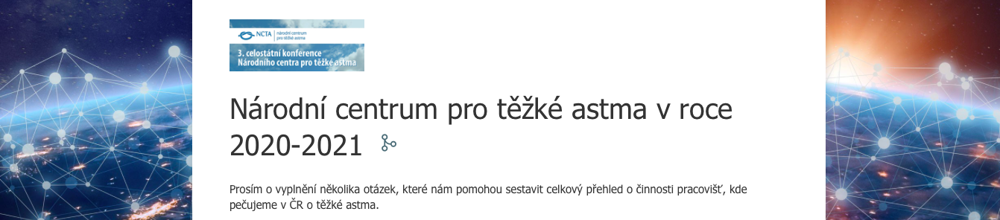 NCTA národní centrum
pro těžké astma
3. celostátní konference
Národního centra pro těžké astma
Národní centrum pro těžké astma v roce
2020-2021
Prosím o vyplnění několika otázek, které nám pomohou sestavit celkový přehled o činnosti pracovišť, kde
pečujeme v ČR o těžké astma.